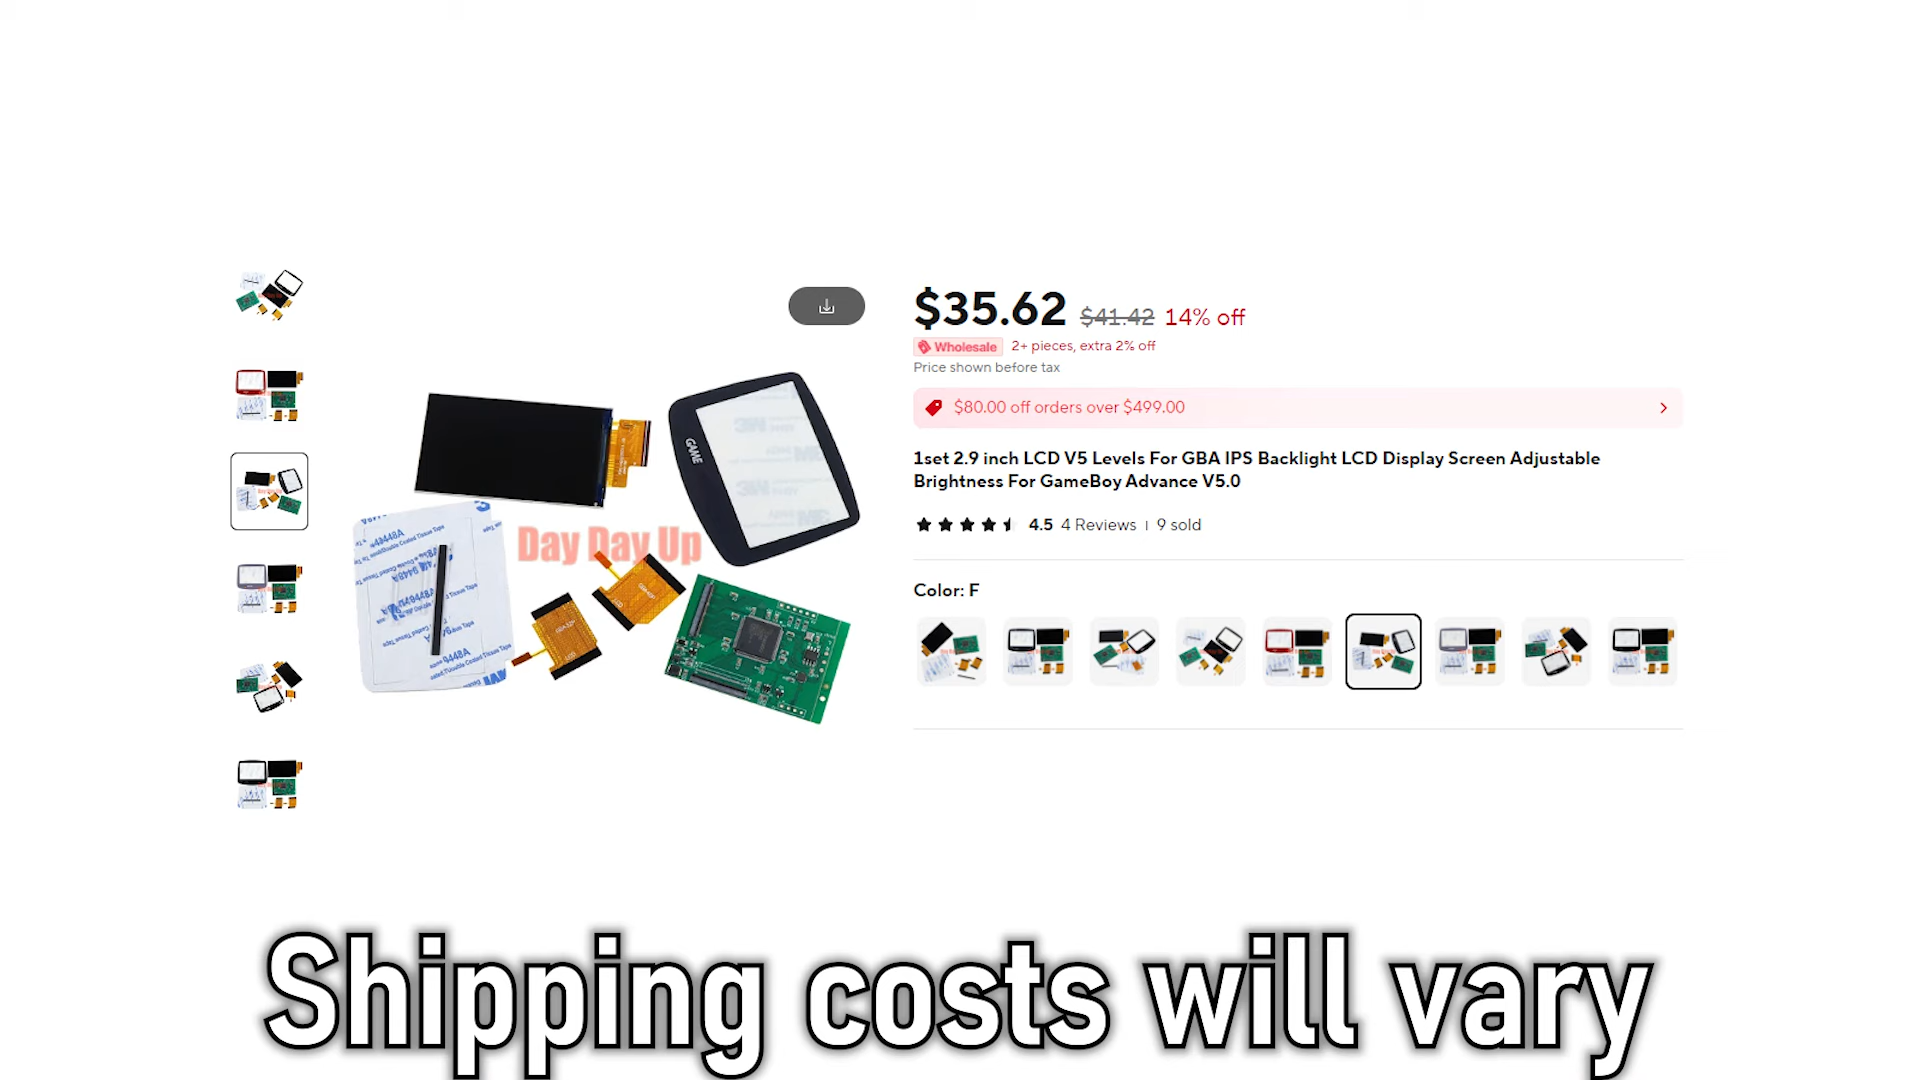 $35.62 $41.42 14% off
Wholesale 2+ pieces, extra 2% off
Price shown before tax
$80.00 off orders over $499.00
1set 2.9 inch LCD V5 Levels For GBA IPS Backlight LCD Display Screen Adjustable
Brightness For GameBoy Advance V5.0
4.5 4 Reviews | 9 sold
Color: F
GAME
Day Day Up
Shipping costs will vary